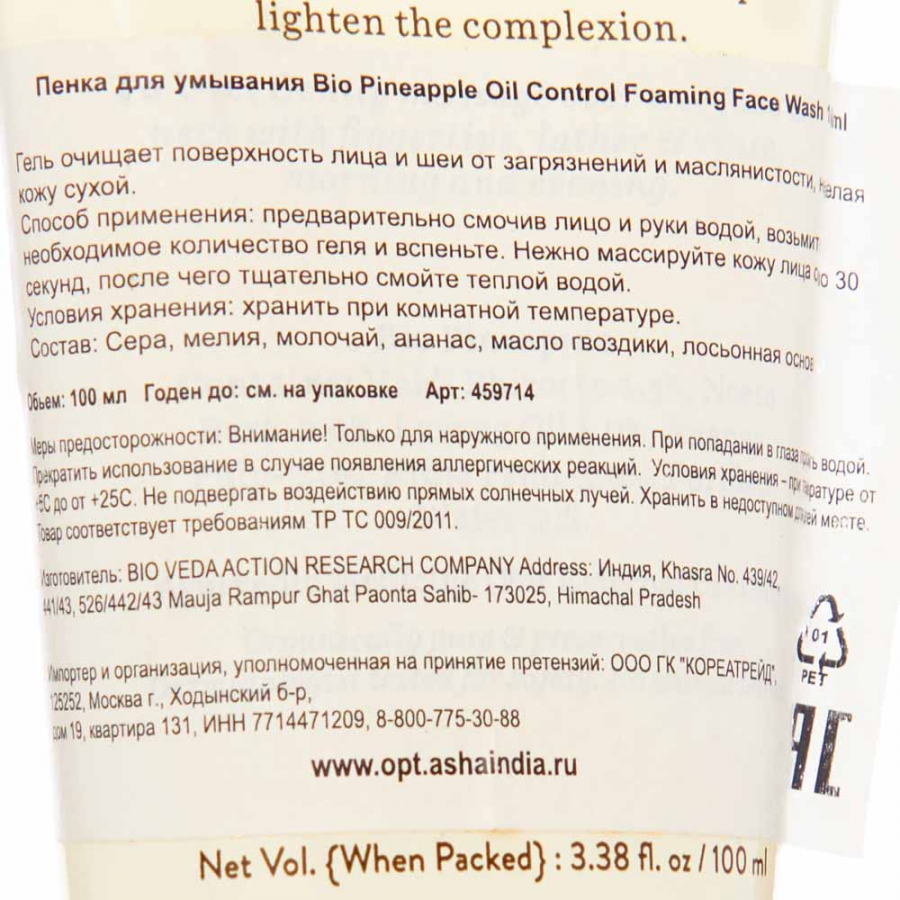 lighten the complexion.
Пенка для умывания Bio Pineapple Oil Control Foaming Face Wash
Гель очищает поверхность лица и шеи от загрязнений и маслянистости,
кожу сухой.
Способ применения: предварительно смочив лицо и руки водой,
необходимое количество геля и вспеньте. Нежно массируйте кожу лица 30
секунд, после чего тщательно смойте теплой водой.
Условия хранения: хранить при комнатной температуре.
Состав: Сера, мелия, молочай, ананас, масло гвоздики, лосьонная
Объем: 100 мл Годен до: см. на упаковке Арт: 459714
Меры предосторожности: Внимание! Только для наружного применения. При попадании в глаза водой.
Прекратить использование в случае появления аллергических реакций. Условия хранения – от
+5C до от +25C. Не подвергать воздействию прямых солнечных лучей. Хранить в недоступном месте.
Товар соответствует требованиям ТР ТС 009/2011.
Изготовитель: BIO VEDA ACTION RESEARCH COMPANY Address: Индия, Khasra No. 439/42,
441/43, 526/442/43 Mauja Rampur Ghat Paonta Sahib- 173025, Himachal Pradesh
Импортер и организация, уполномоченная на принятие претензий: ООО ГК "КОРЕАТРЕЙД",
125252, Москва г., Ходынский б-р,
дом 19, квартира 131, ИНН 7714471209, 8-800-775-30-88
www.opt.ashaindia.ru
01
PET
EAC
Net Vol. {When Packed} : 3.38 fl. oz / 100 ml